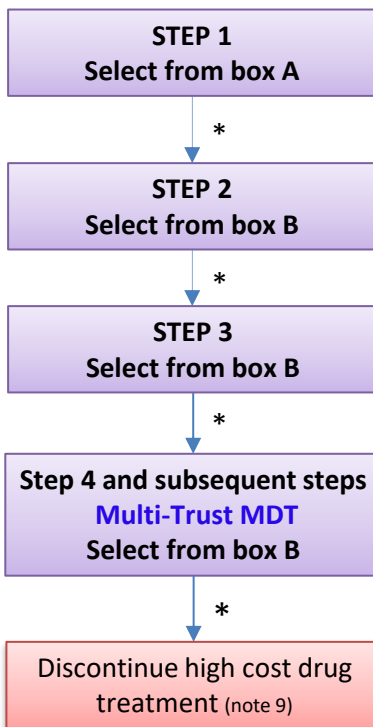 STEP 1
Select from box A
*
STEP 2
Select from box B
*
STEP 3
Select from box B
*
Step 4 and subsequent steps
Multi-Trust MDT
Select from box B
*
Discontinue high cost drug
treatment (note 9)